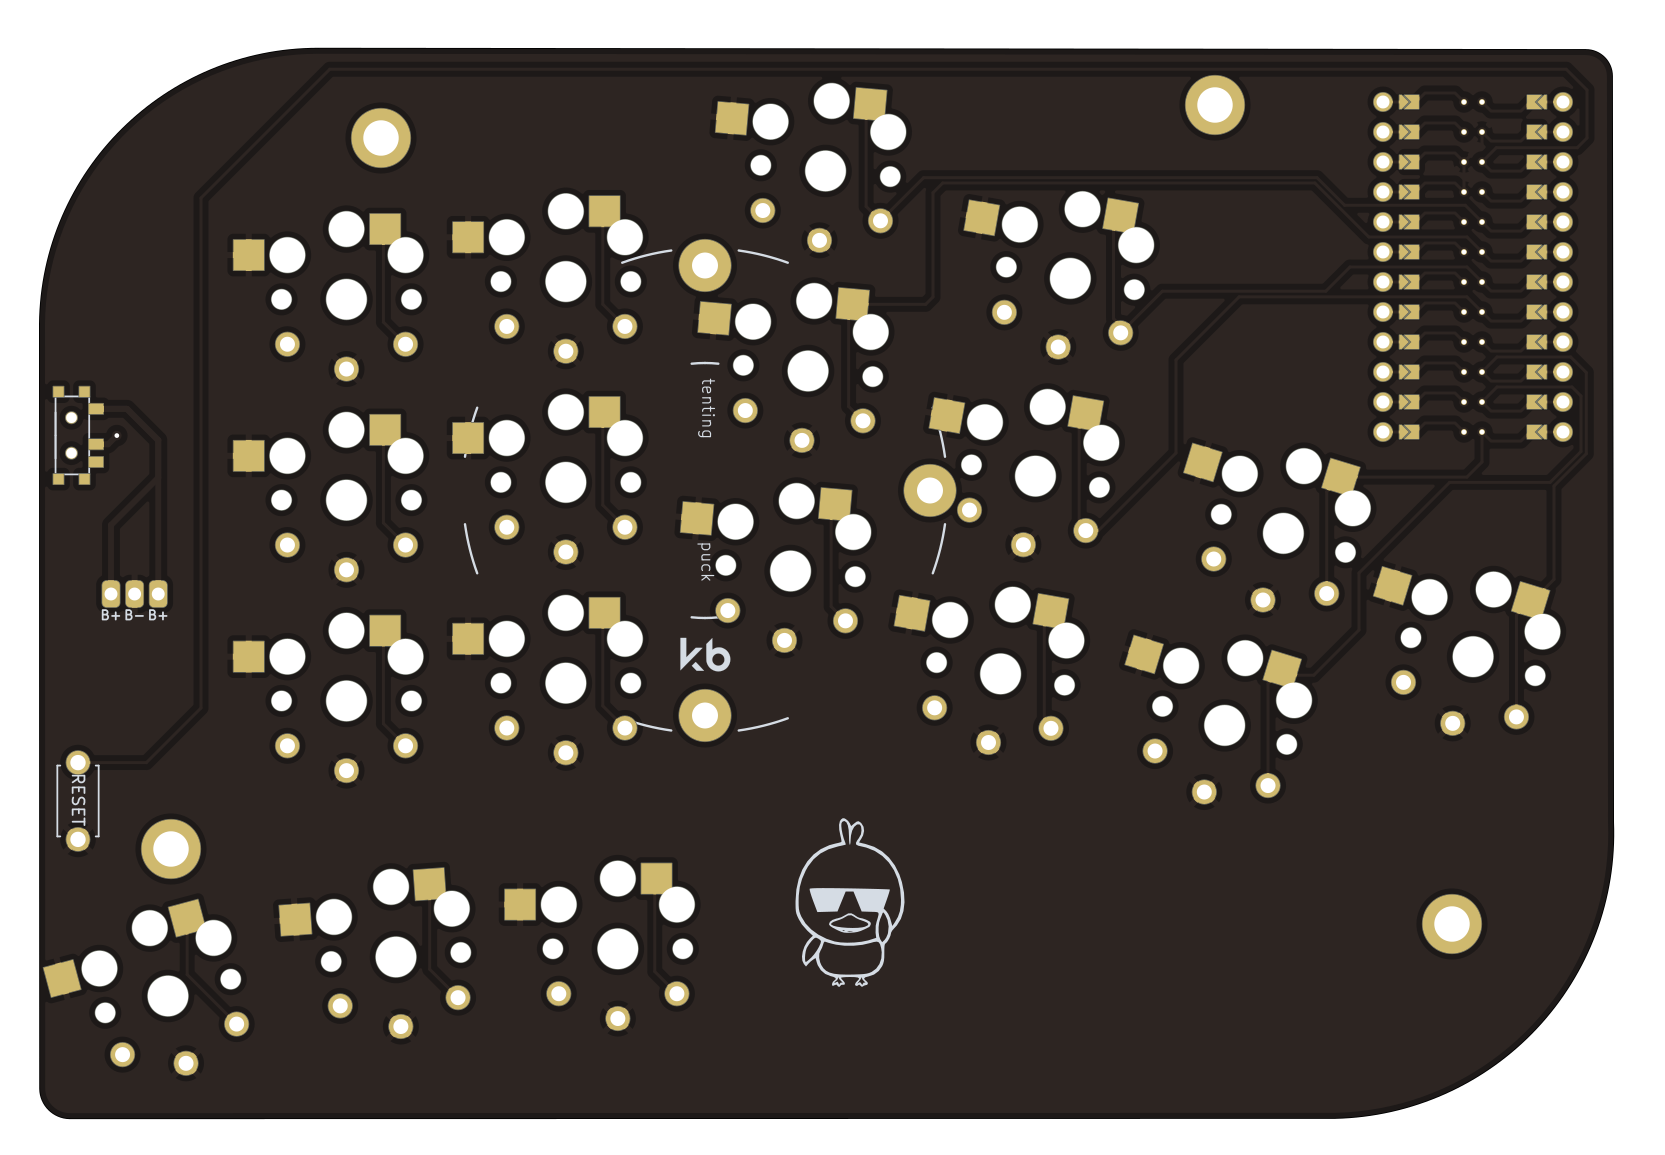 tenting
puck
kb
B+ B- B+
RESET